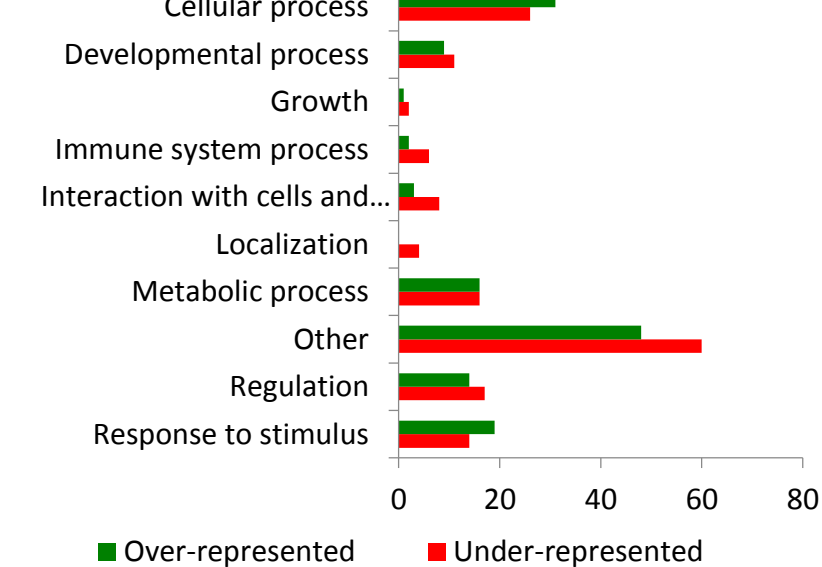 Cellular process
Developmental process
Growth
Immune system process
Interaction with cells and...
Localization
Metabolic process
Other
Regulation
Response to stimulus
0 20 40 60 80
Over-represented Under-represented